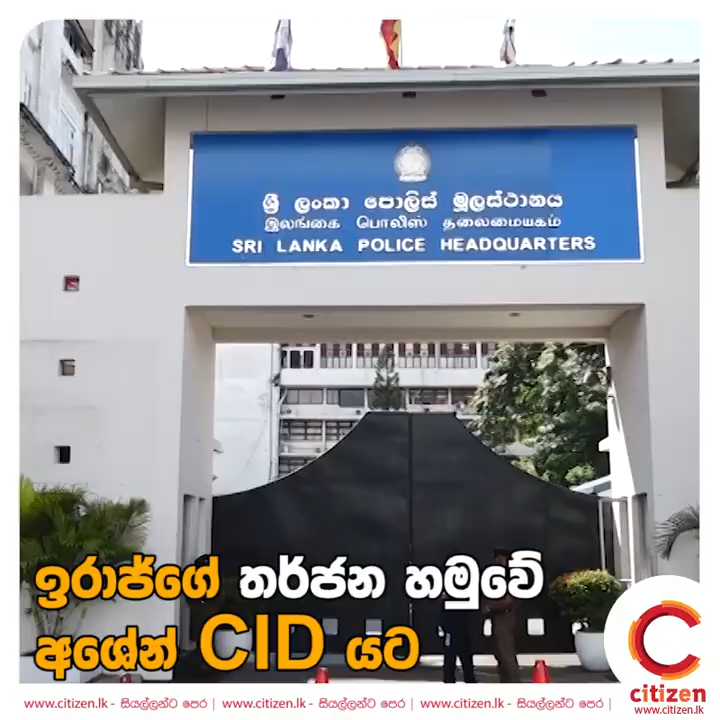 ශ්‍රී ලංකා පොලිස් මූලස්ථානය
இலங்கை பொலீஸ் தலைமையகம்
SRI LANKA POLICE HEADQUARTERS
ඉරාජ්ගේ තර්ජන හමුවේ
අශේන් CID යට
citizen
www.citizen.lk
www.citizen.lk - සියල්ලන්ට පෙර | www.citizen.lk - සියල්ලන්ට පෙර | www.citizen.lk - සියල්ලන්ට පෙර |